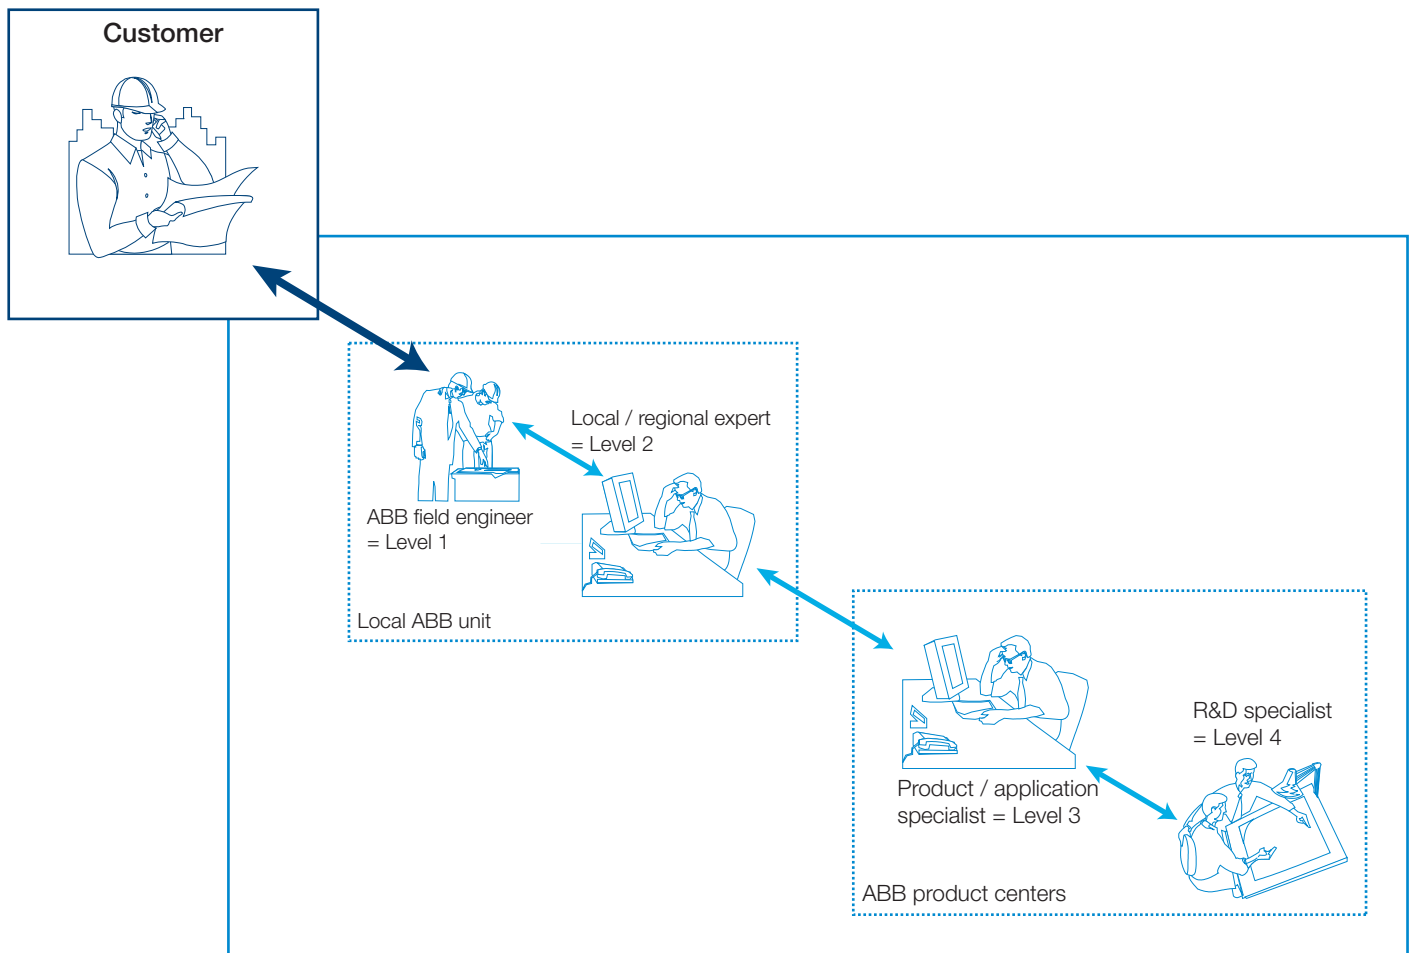 Customer
Local / regional expert
= Level 2
ABB field engineer
= Level 1
Local ABB unit
R&D specialist
= Level 4
Product / application
specialist = Level 3
ABB product centers